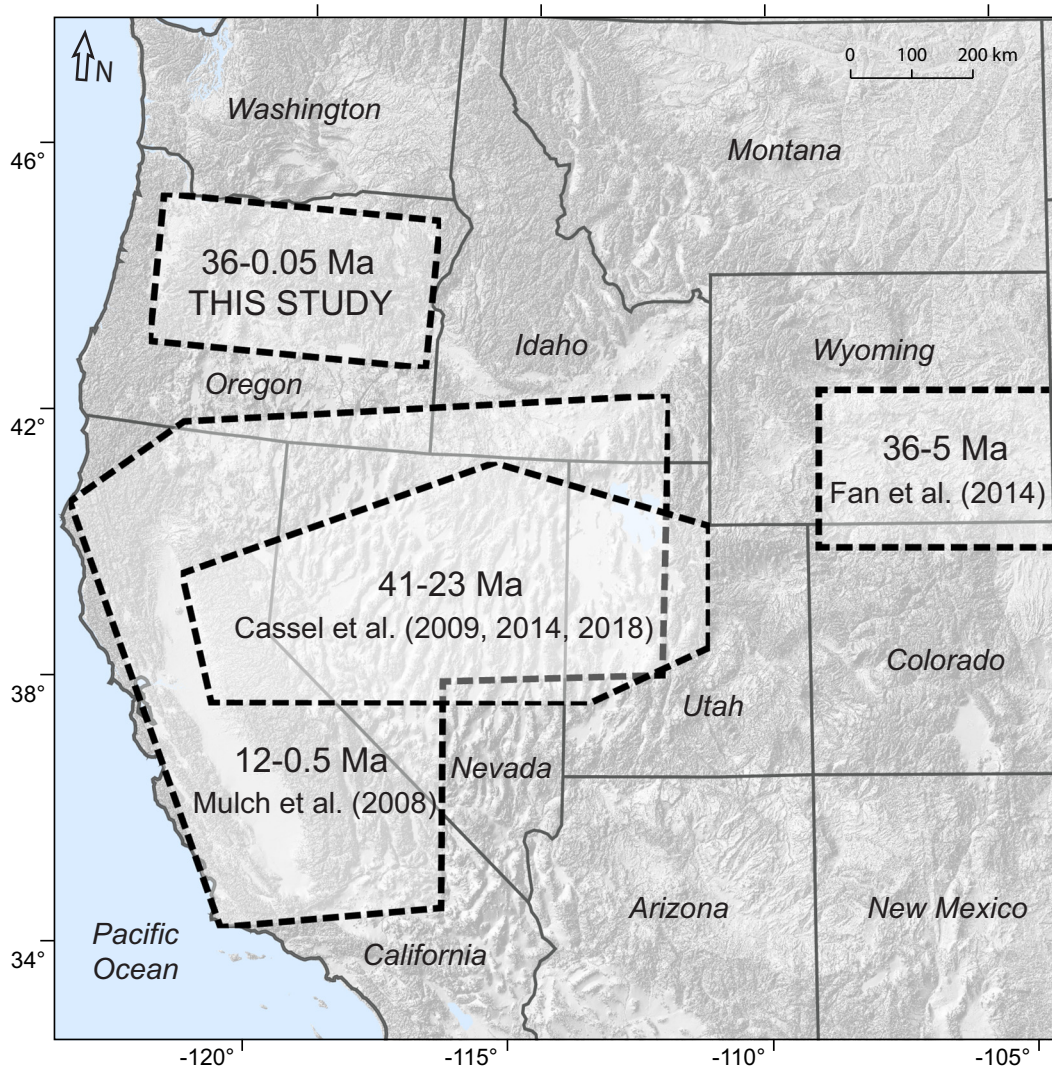 N
0 100 200 km
Washington
Montana
46°
36-0.05 Ma
THIS STUDY
Idaho
Wyoming
Oregon
42°
36-5 Ma
Fan et al. (2014)
41-23 Ma
Cassel et al. (2009, 2014, 2018)
Colorado
38°
Utah
12-0.5 Ma
Nevada
Mulch et al. (2008)
Arizona
New Mexico
Pacific
Ocean
34°
California
-120° -115° -110° -105°